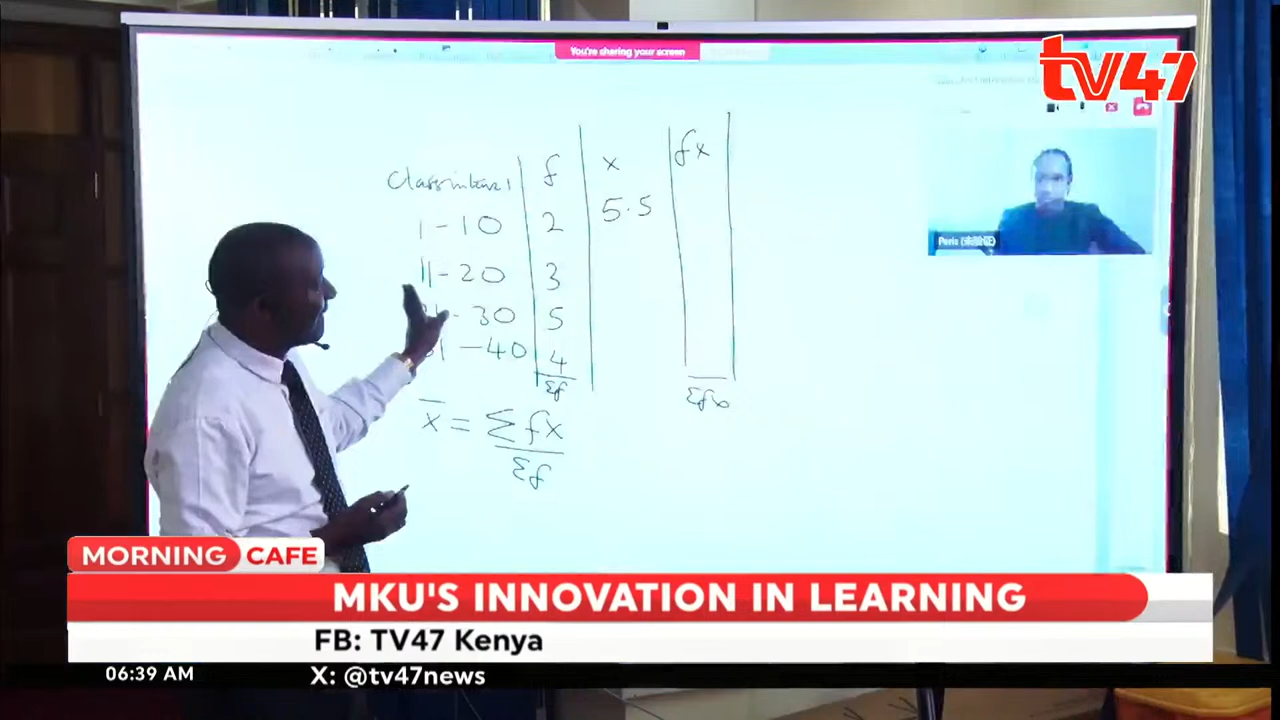 You're sharing your screen
tv47
Class f x fx
1-10 2 5.5
11-20 3
- 30 5
-40 4
Σf Σfx
x̄ = Σfx
Σf
Peris
MORNING CAFE
MKU'S INNOVATION IN LEARNING
FB: TV47 Kenya
06:39 AM X: @tv47news